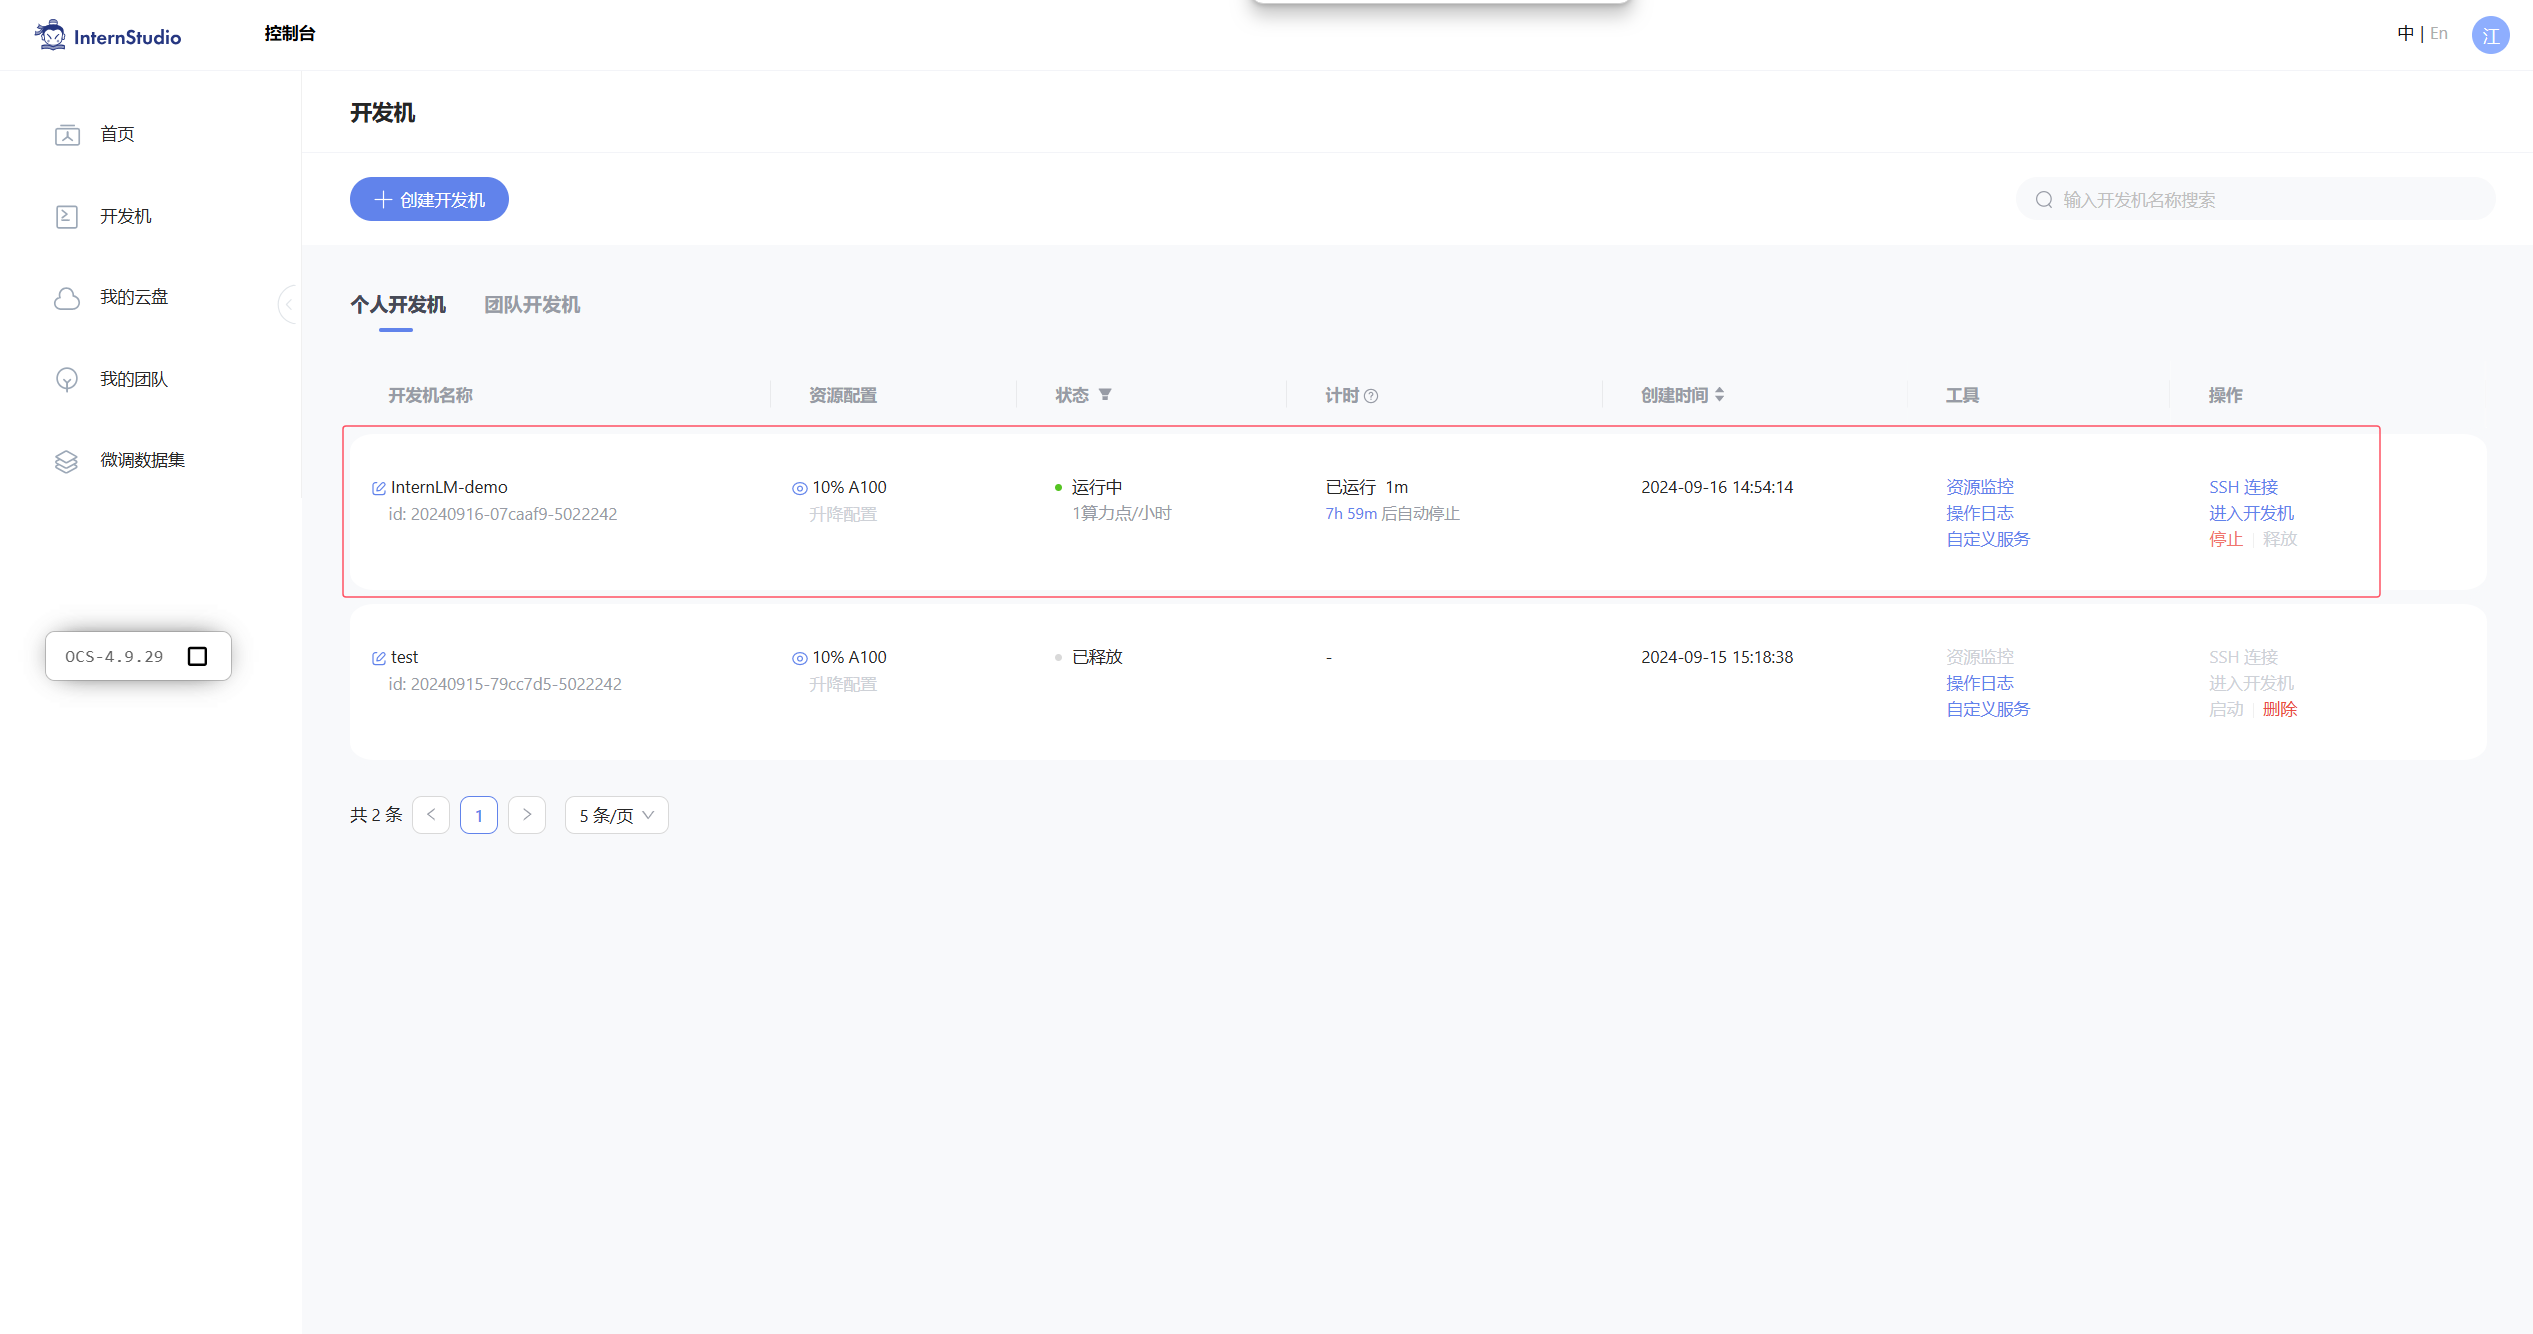 InternStudio
控制台
中 | En
江
首页
开发机
我的云盘
我的团队
微调数据集
OCS-4.9.29
开发机
创建开发机
输入开发机名称搜索
个人开发机 团队开发机
开发机名称 资源配置 状态 计时 创建时间 工具 操作
InternLM-demo 10% A100 运行中 已运行 1m 2024-09-16 14:54:14 资源监控 SSH 连接
id: 20240916-07caaf9-5022242 升降配置 1算力点/小时 7h 59m 后自动停止 操作日志 进入开发机
自定义服务 停止 释放
test 10% A100 已释放 - 2024-09-15 15:18:38 资源监控 SSH 连接
id: 20240915-79cc7d5-5022242 升降配置 操作日志 进入开发机
自定义服务 启动 删除
共 2 条 < 1 > 5 条/页